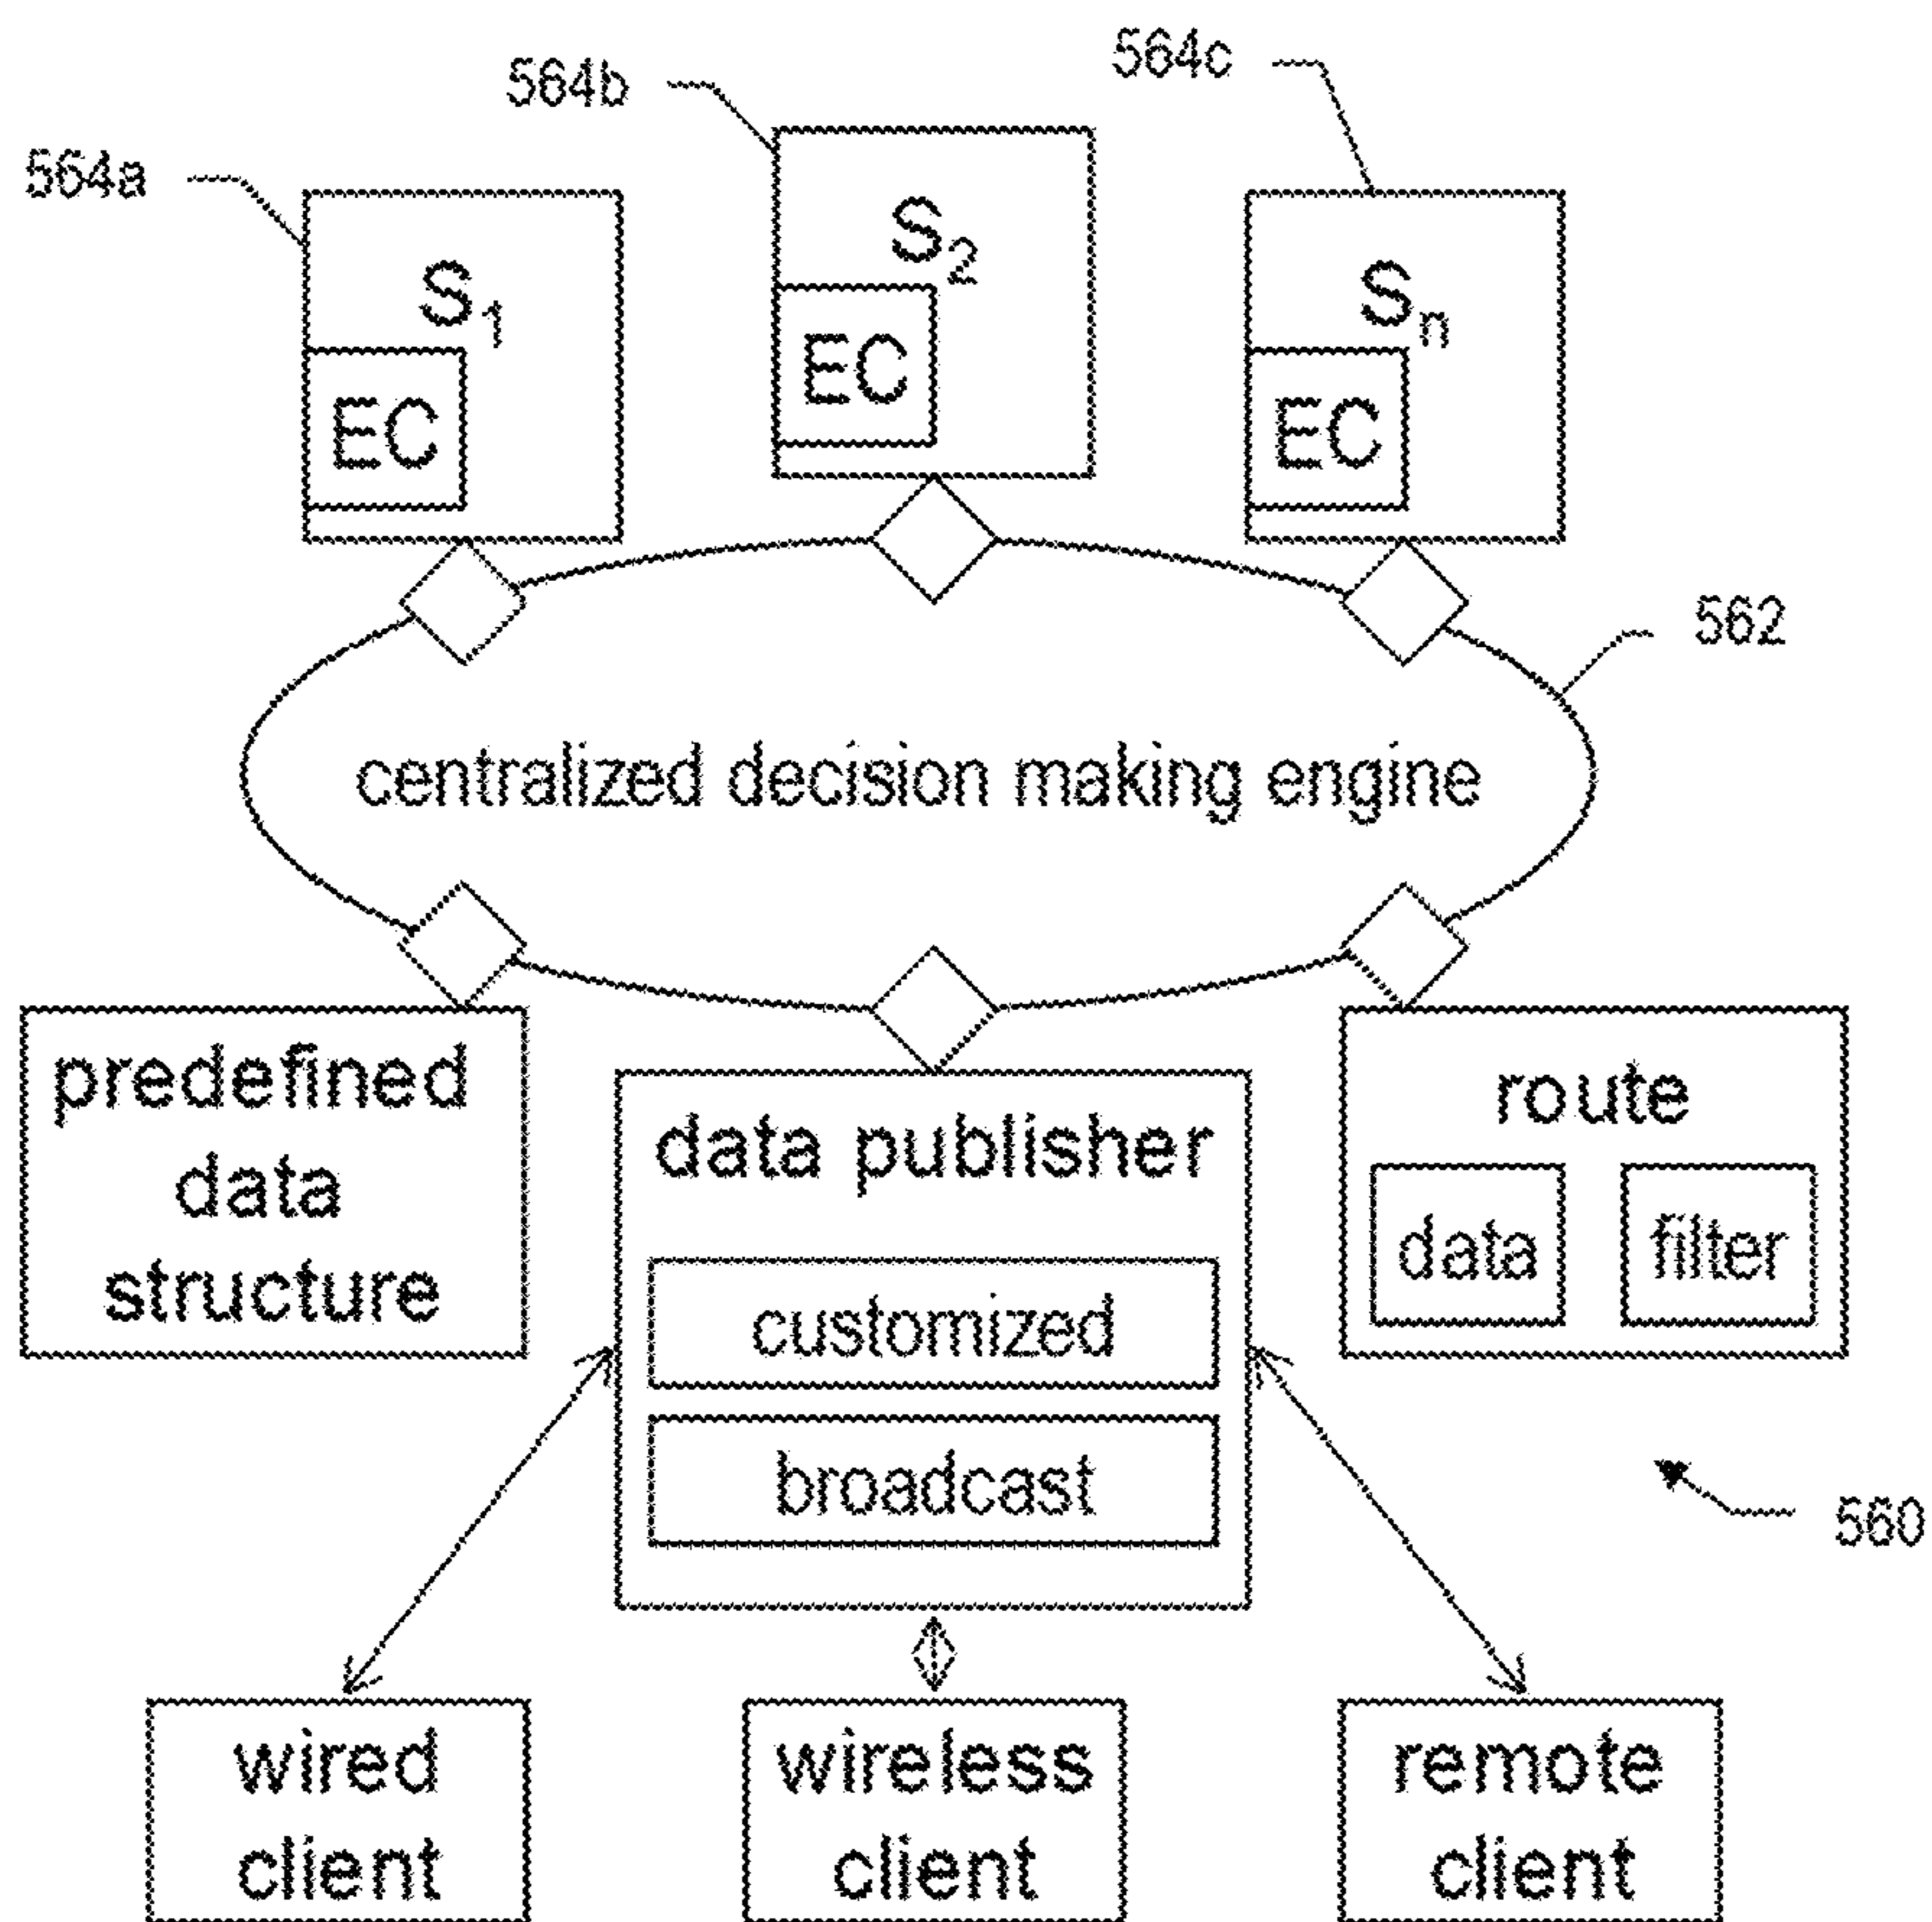 564a
564b
564c
S1
EC
S2
EC
Sn
EC
562
centralized decision making engine
predefined
data
structure
data publisher
customized
broadcast
route
data
filter
560
wired
client
wireless
client
remote
client